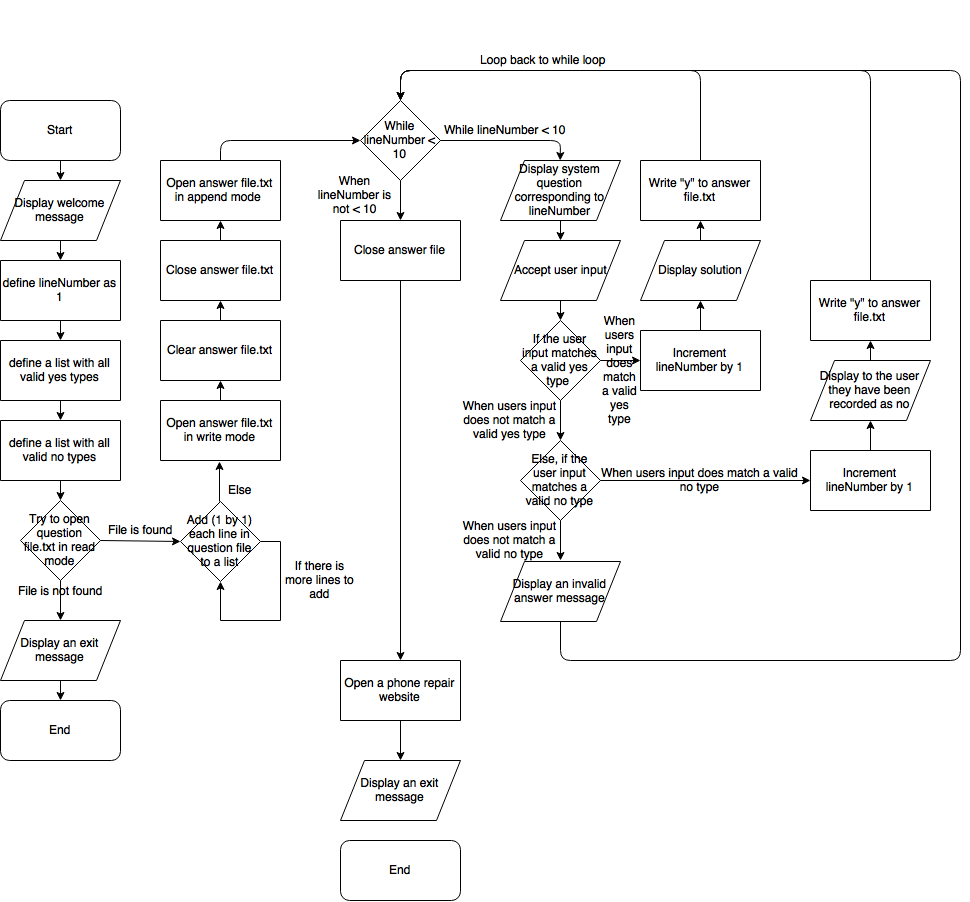 Loop back to while loop
Start
Display welcome
message
define lineNumber as
1
define a list with all
valid yes types
define a list with all
valid no types
Try to open
question
file.txt in read
mode
File is found
File is not found
Display an exit
message
End
Add (1 by 1)
each line in
question file
to a list
If there is
more lines to
add
Else
Open answer file.txt
in write mode
Clear answer file.txt
Close answer file.txt
Open answer file.txt
in append mode
While
lineNumber <
10
While lineNumber < 10
When
lineNumber is
not < 10
Close answer file
Open a phone repair
website
Display an exit
message
End
Display system
question
corresponding to
lineNumber
Accept user input
If the user
input matches
a valid yes
type
When
users
input
does
match
a valid
yes
type
Increment
lineNumber by 1
Display solution
Write "y" to answer
file.txt
When users input
does not match a
valid yes type
Else, if the
user input
matches a
valid no type
When users input does match a valid
no type
Increment
lineNumber by 1
Display to the user
they have been
recorded as no
Write "y" to answer
file.txt
When users input
does not match a
valid no type
Display an invalid
answer message